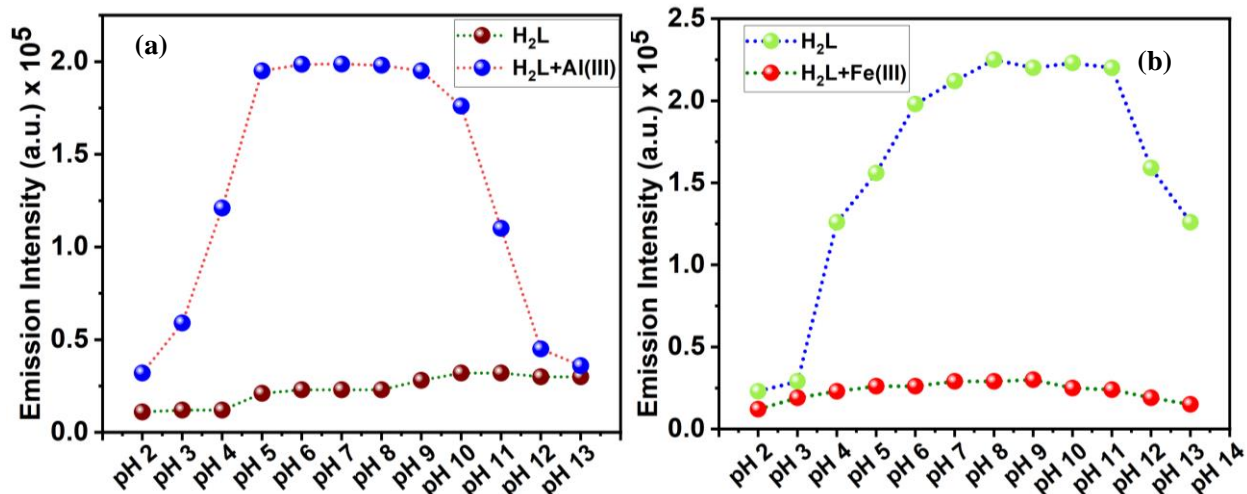 (a)
H₂L
H₂L+Al(III)
Emission Intensity (a.u.) x 10⁵
2.0
1.5
1.0
0.5
0.0
pH 2
pH 3
pH 4
pH 5
pH 6
pH 7
pH 8
pH 9
pH 10
pH 11
pH 12
pH 13
(b)
H₂L
H₂L+Fe(III)
Emission Intensity (a.u.) x 10⁵
2.5
2.0
1.5
1.0
0.5
0.0
pH 2
pH 3
pH 4
pH 5
pH 6
pH 7
pH 8
pH 9
pH 10
pH 11
pH 12
pH 13
pH 14